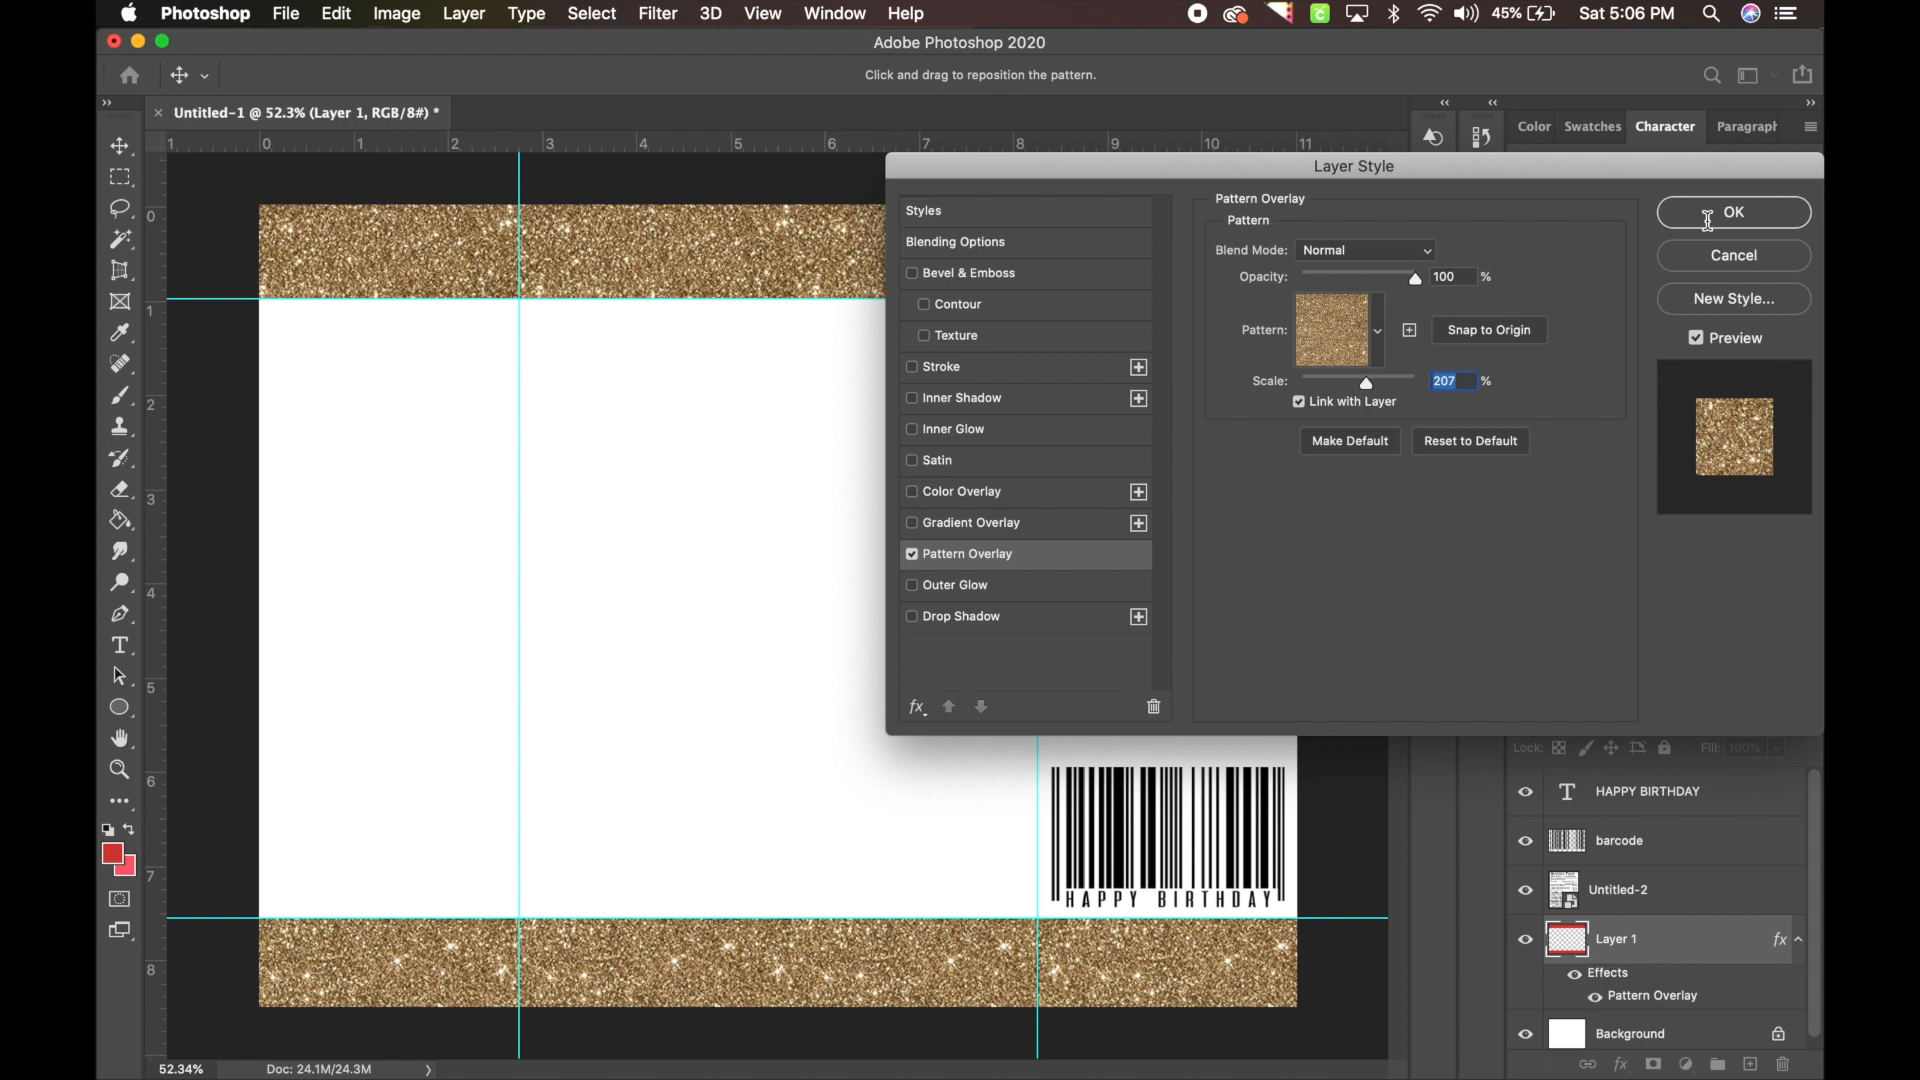 Photoshop File Edit Image Layer Type Select Filter 3D View Window Help 45% Sat 5:06 PM
Adobe Photoshop 2020
Click and drag to reposition the pattern.
Untitled-1 @ 52.3% (Layer 1, RGB/8#) *
Color Swatches Character Paragraph
1 0 1 2 3 4 5 6 7 8 9 10 11
Layer Style
Styles
Blending Options
Bevel & Emboss
Contour
Texture
Stroke
Inner Shadow
Inner Glow
Satin
Color Overlay
Gradient Overlay
Pattern Overlay
Outer Glow
Drop Shadow
fx
Pattern Overlay
Pattern
Blend Mode: Normal
Opacity: 100 %
Pattern: Snap to Origin
Scale: 207 %
Link with Layer
Make Default Reset to Default
OK
Cancel
New Style...
Preview
0
1
2
3
4
5
6
7
8
HAPPY BIRTHDAY
Lock: Fill: 100%
T HAPPY BIRTHDAY
barcode
Untitled-2
Layer 1 fx
Effects
Pattern Overlay
Background
fx
52.34% Doc: 24.1M/24.3M